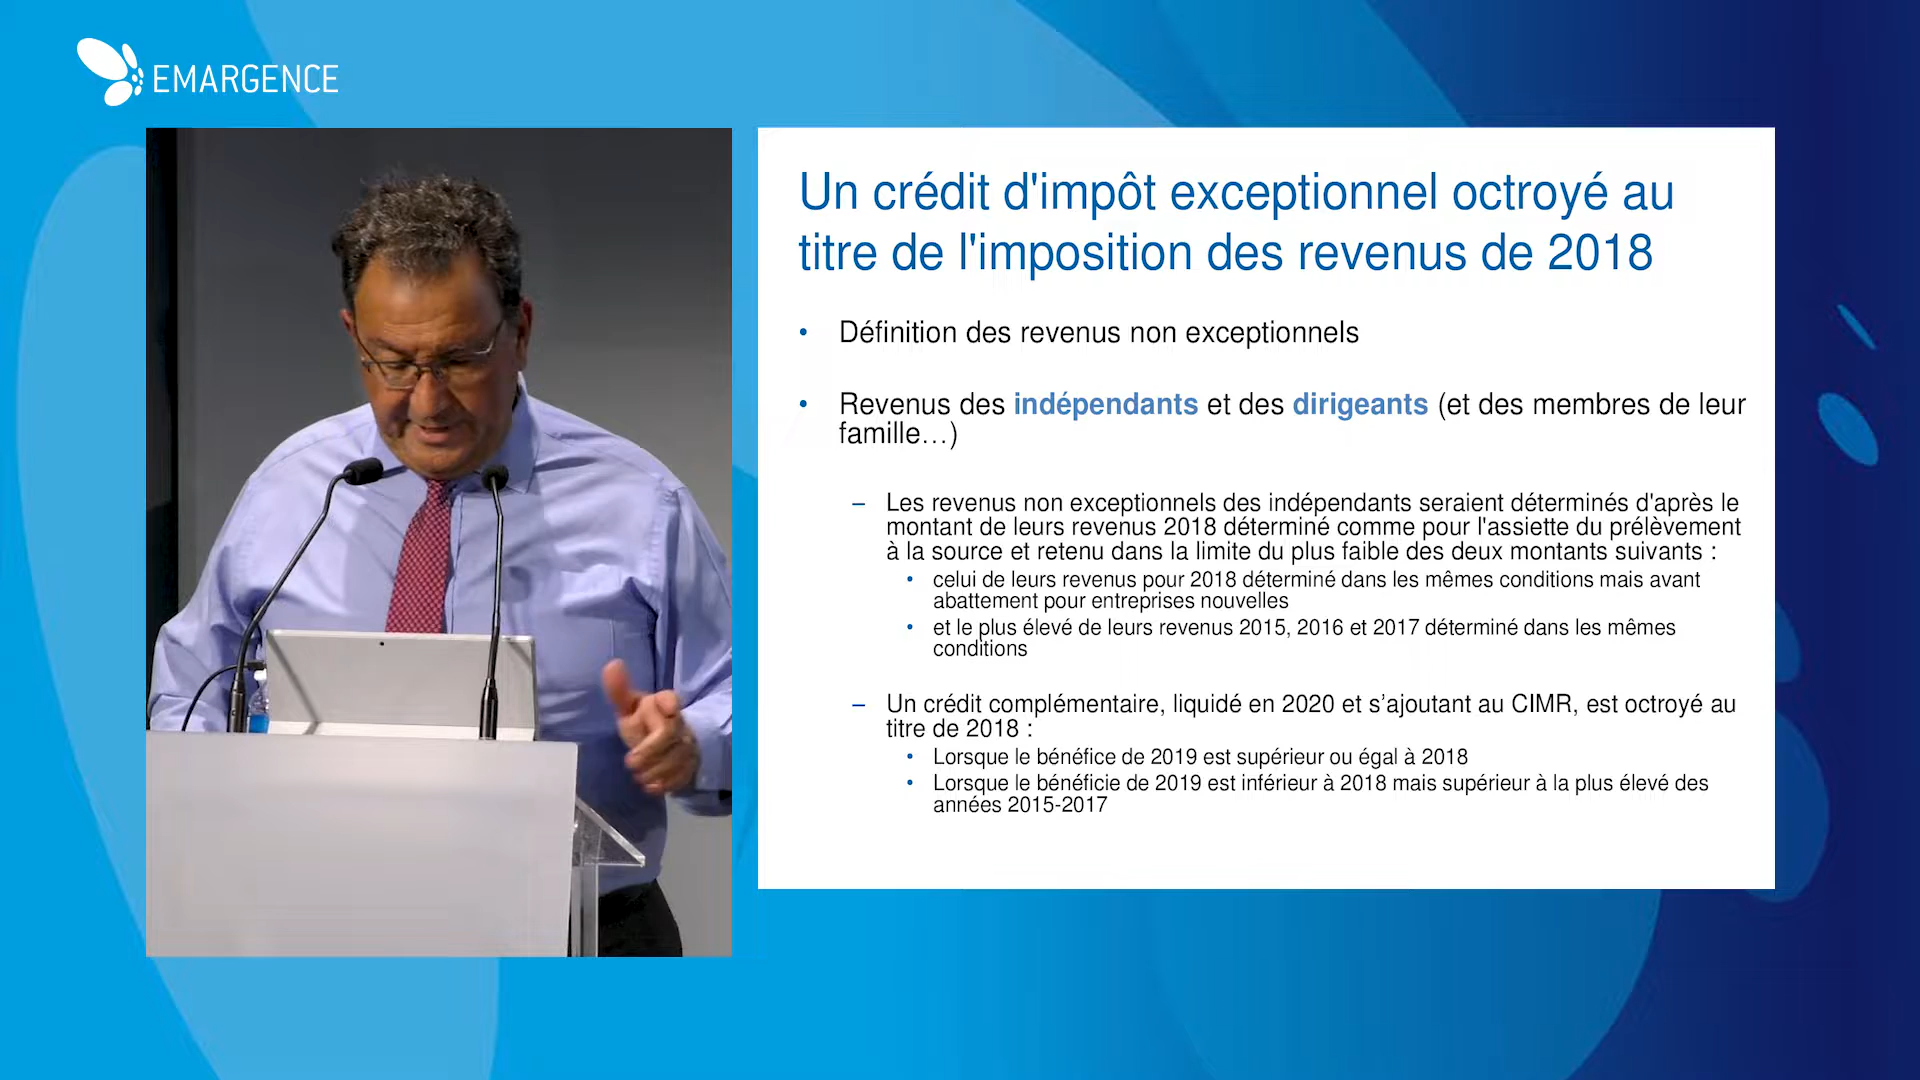 EMARGENCE
Un crédit d'impôt exceptionnel octroyé au
titre de l'imposition des revenus de 2018
• Définition des revenus non exceptionnels
• Revenus des indépendants et des dirigeants (et des membres de leur
famille…)
– Les revenus non exceptionnels des indépendants seraient déterminés d'après le
montant de leurs revenus 2018 déterminé comme pour l'assiette du prélèvement
à la source et retenu dans la limite du plus faible des deux montants suivants :
• celui de leurs revenus pour 2018 déterminé dans les mêmes conditions mais avant
abattement pour entreprises nouvelles
• et le plus élevé de leurs revenus 2015, 2016 et 2017 déterminé dans les mêmes
conditions
– Un crédit complémentaire, liquidé en 2020 et s’ajoutant au CIMR, est octroyé au
titre de 2018 :
• Lorsque le bénéfice de 2019 est supérieur ou égal à 2018
• Lorsque le bénéficie de 2019 est inférieur à 2018 mais supérieur à la plus élevé des
années 2015-2017